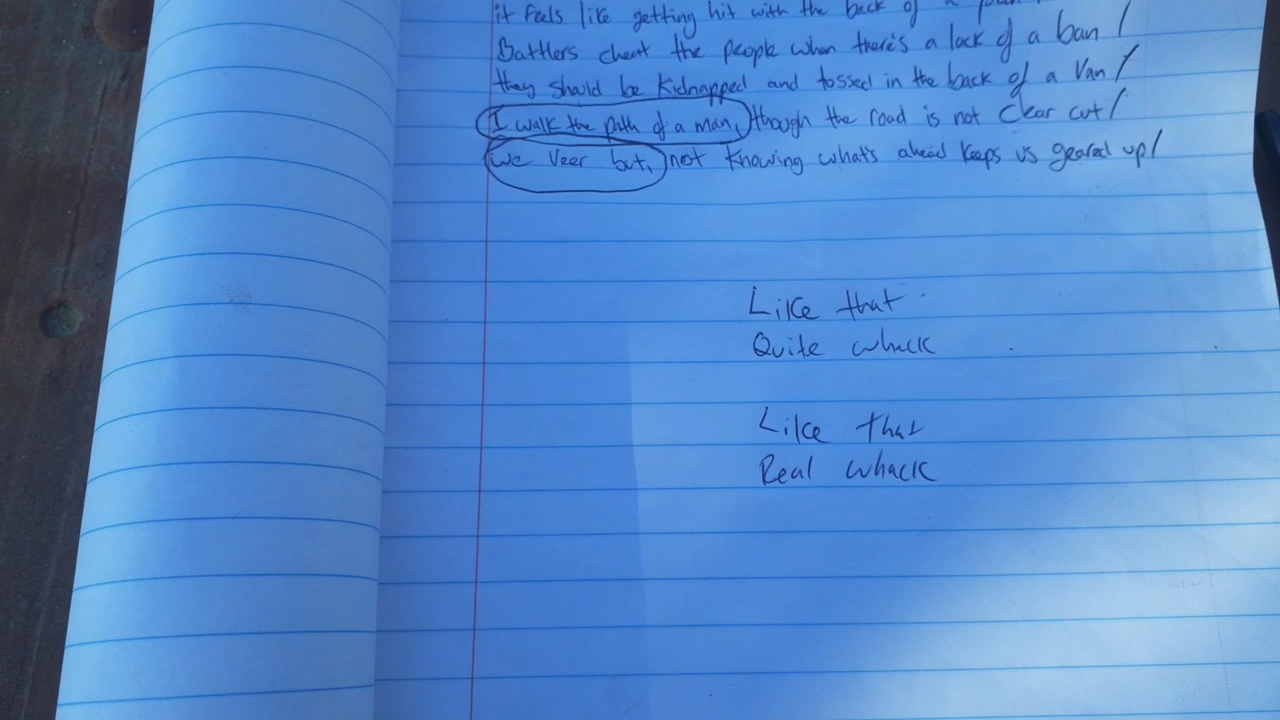 it feels like getting hit with the back of a
Battlers cheat the people when there's a lack of a ban /
they should be kidnapped and tossed in the back of a Van /
I walk the path of a man, though the road is not clear cut /
we veer but, not knowing what's ahead keeps us geared up /
Like that
Quite whack
Like that
Real whack